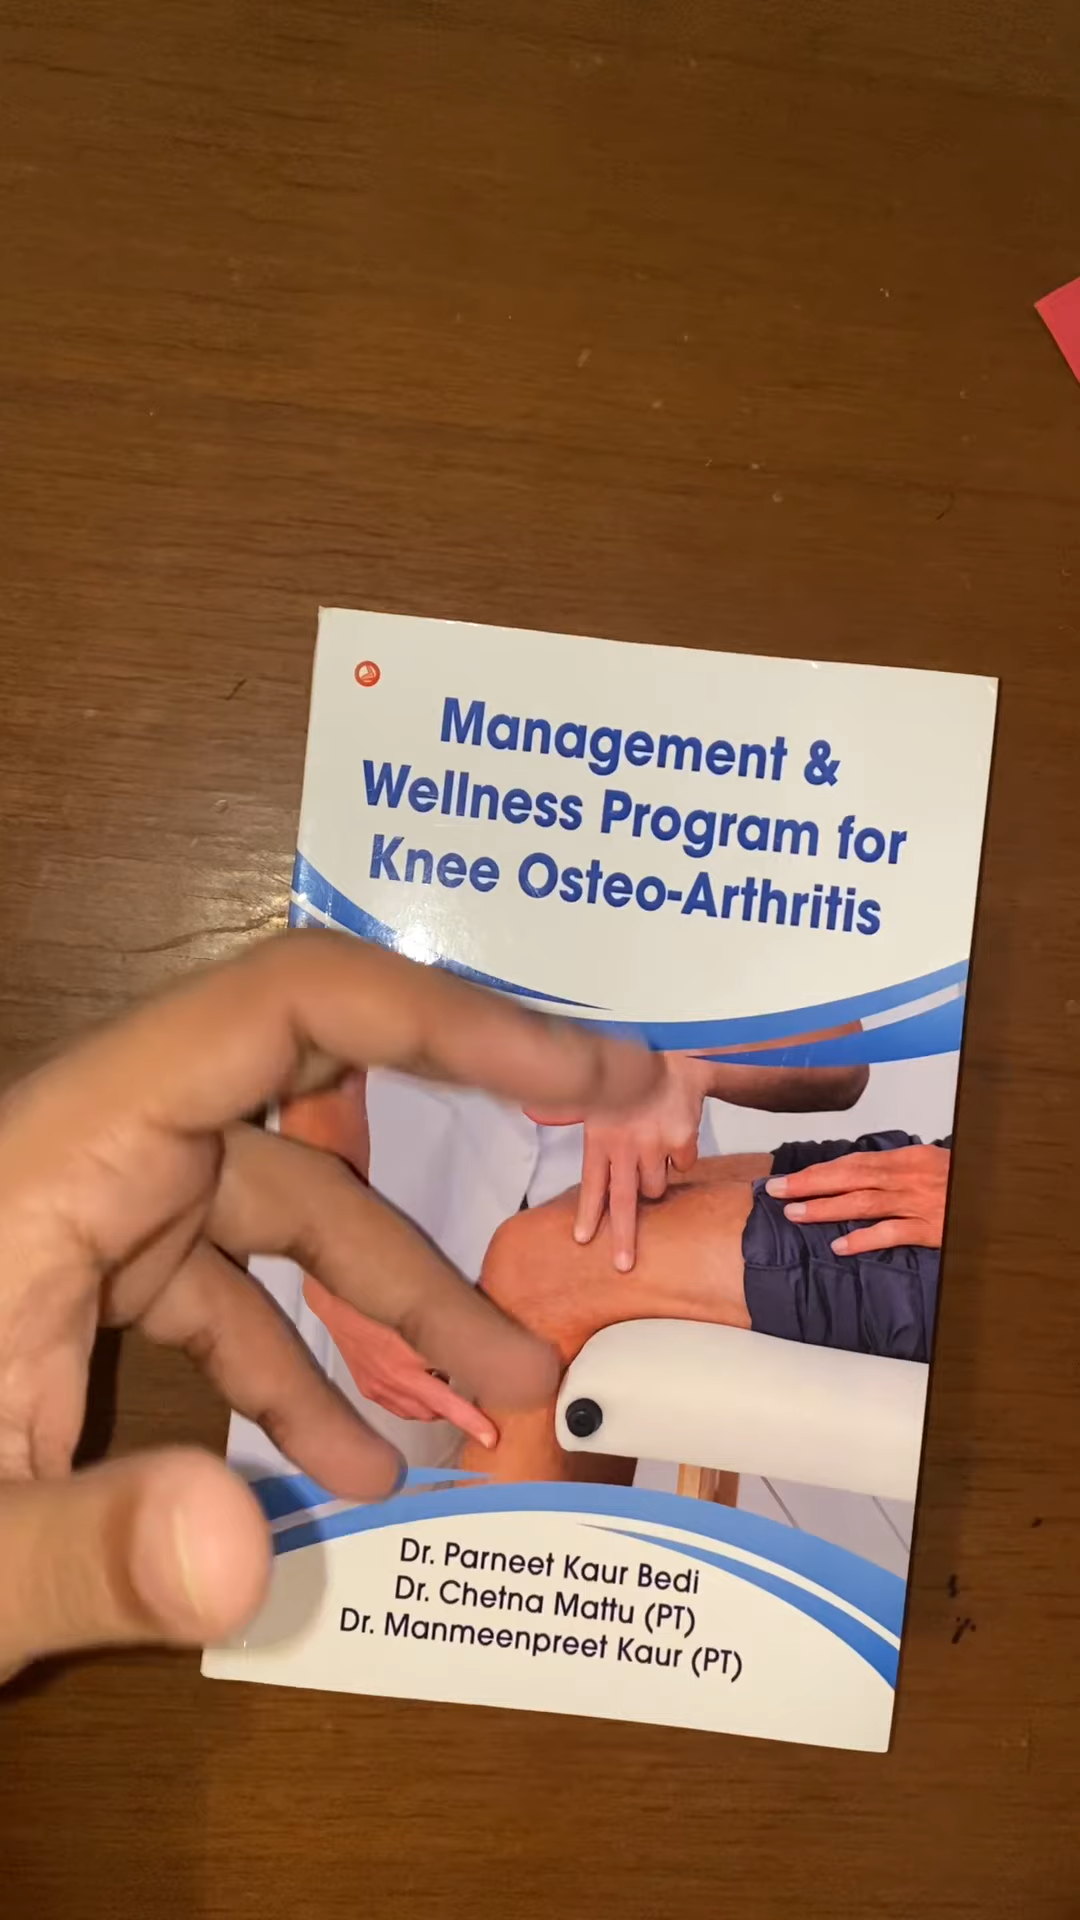 Management &
Wellness Program for
Knee Osteo-Arthritis
Dr. Parneet Kaur Bedi
Dr. Chetna Mattu (PT)
Dr. Manmeenpreet Kaur (PT)